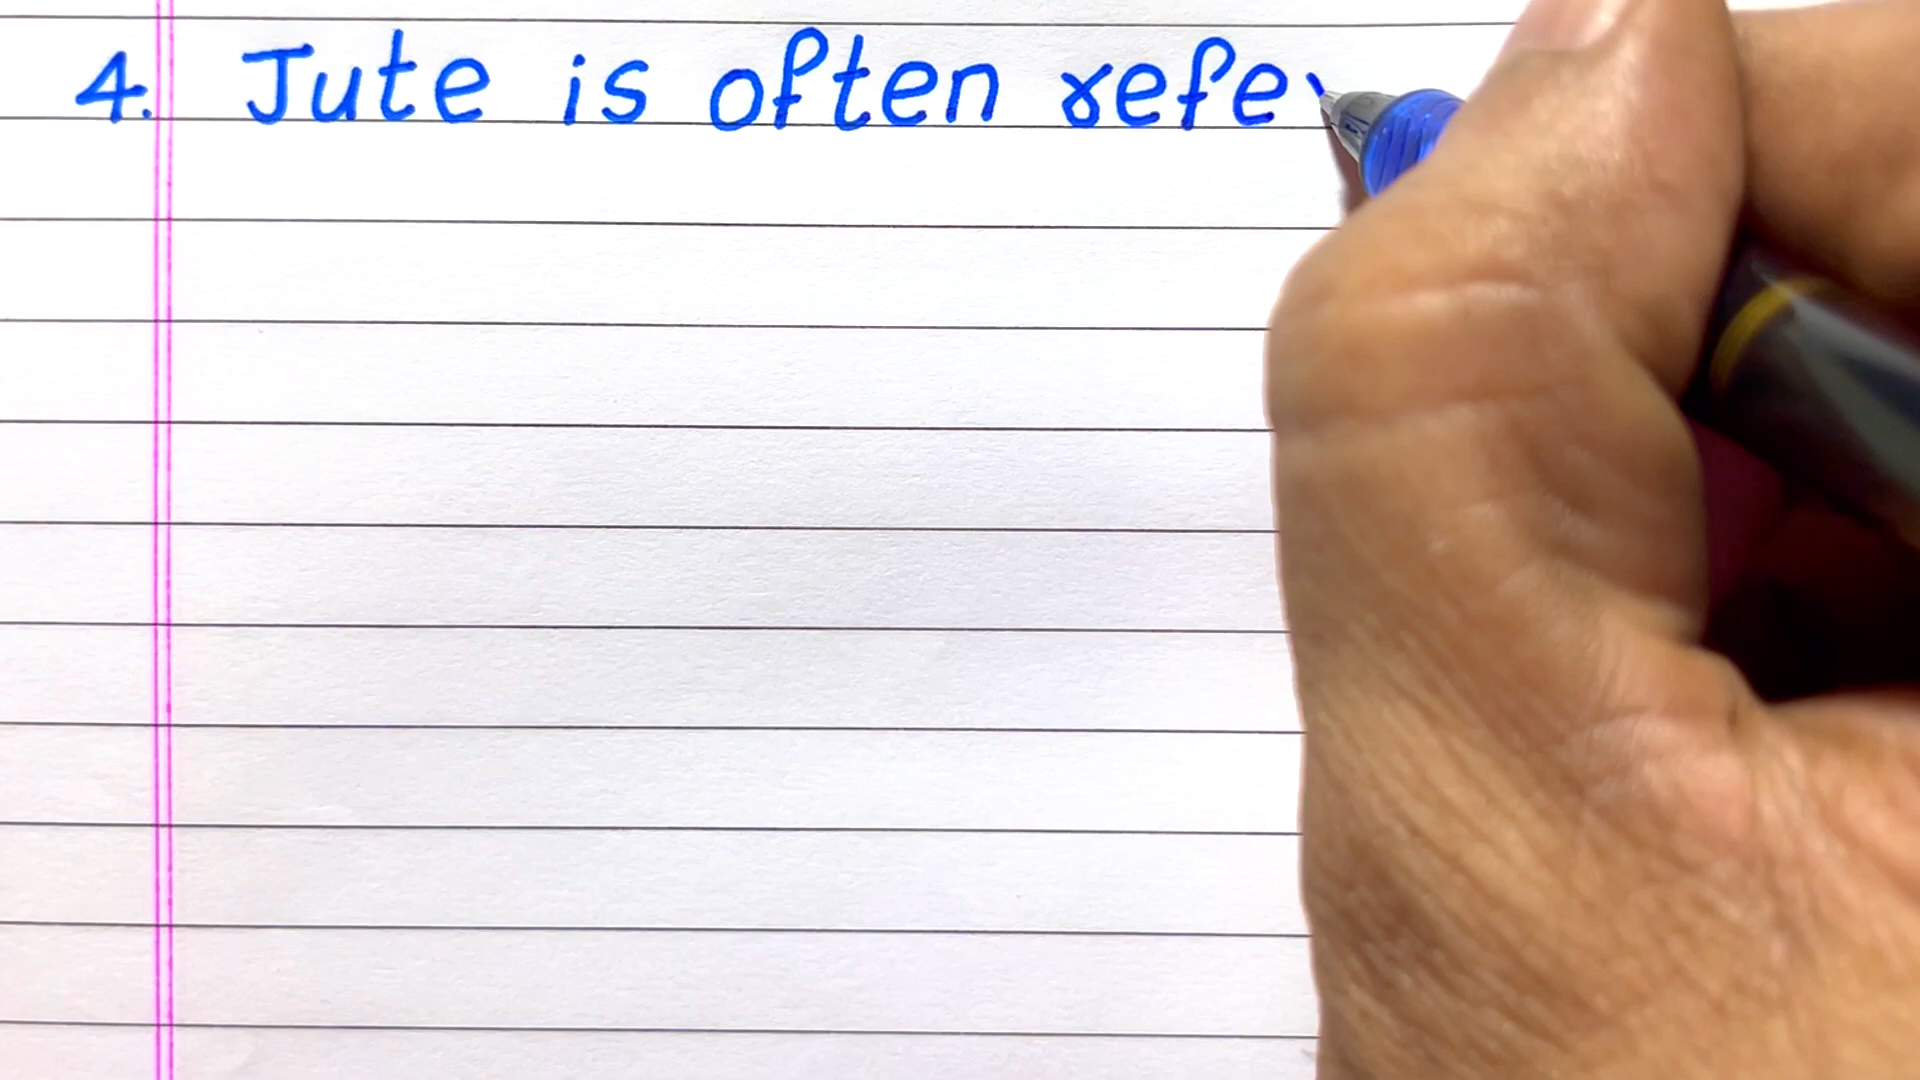 4. Jute is often refe